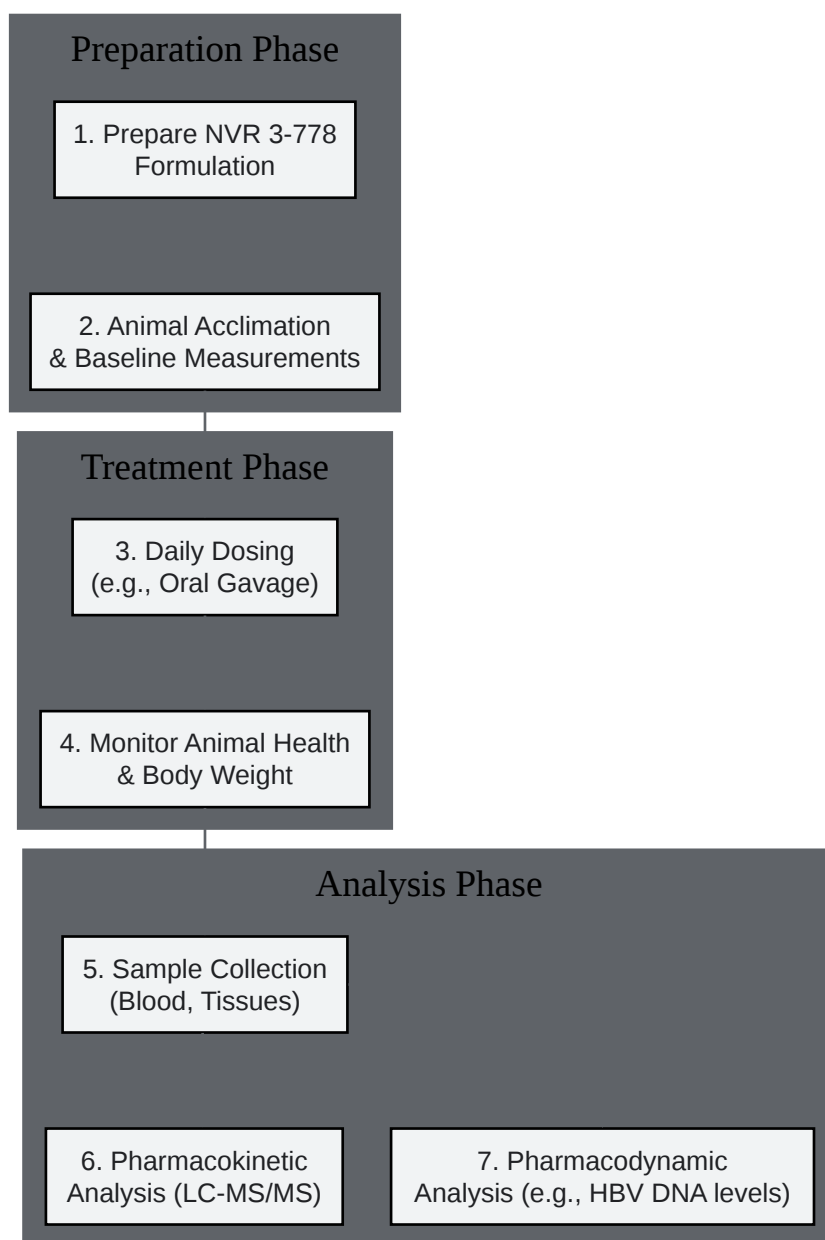 Preparation Phase
1. Prepare NVR 3-778
Formulation
2. Animal Acclimation
& Baseline Measurements
Treatment Phase
3. Daily Dosing
(e.g., Oral Gavage)
4. Monitor Animal Health
& Body Weight
Analysis Phase
5. Sample Collection
(Blood, Tissues)
6. Pharmacokinetic
Analysis (LC-MS/MS)
7. Pharmacodynamic
Analysis (e.g., HBV DNA levels)